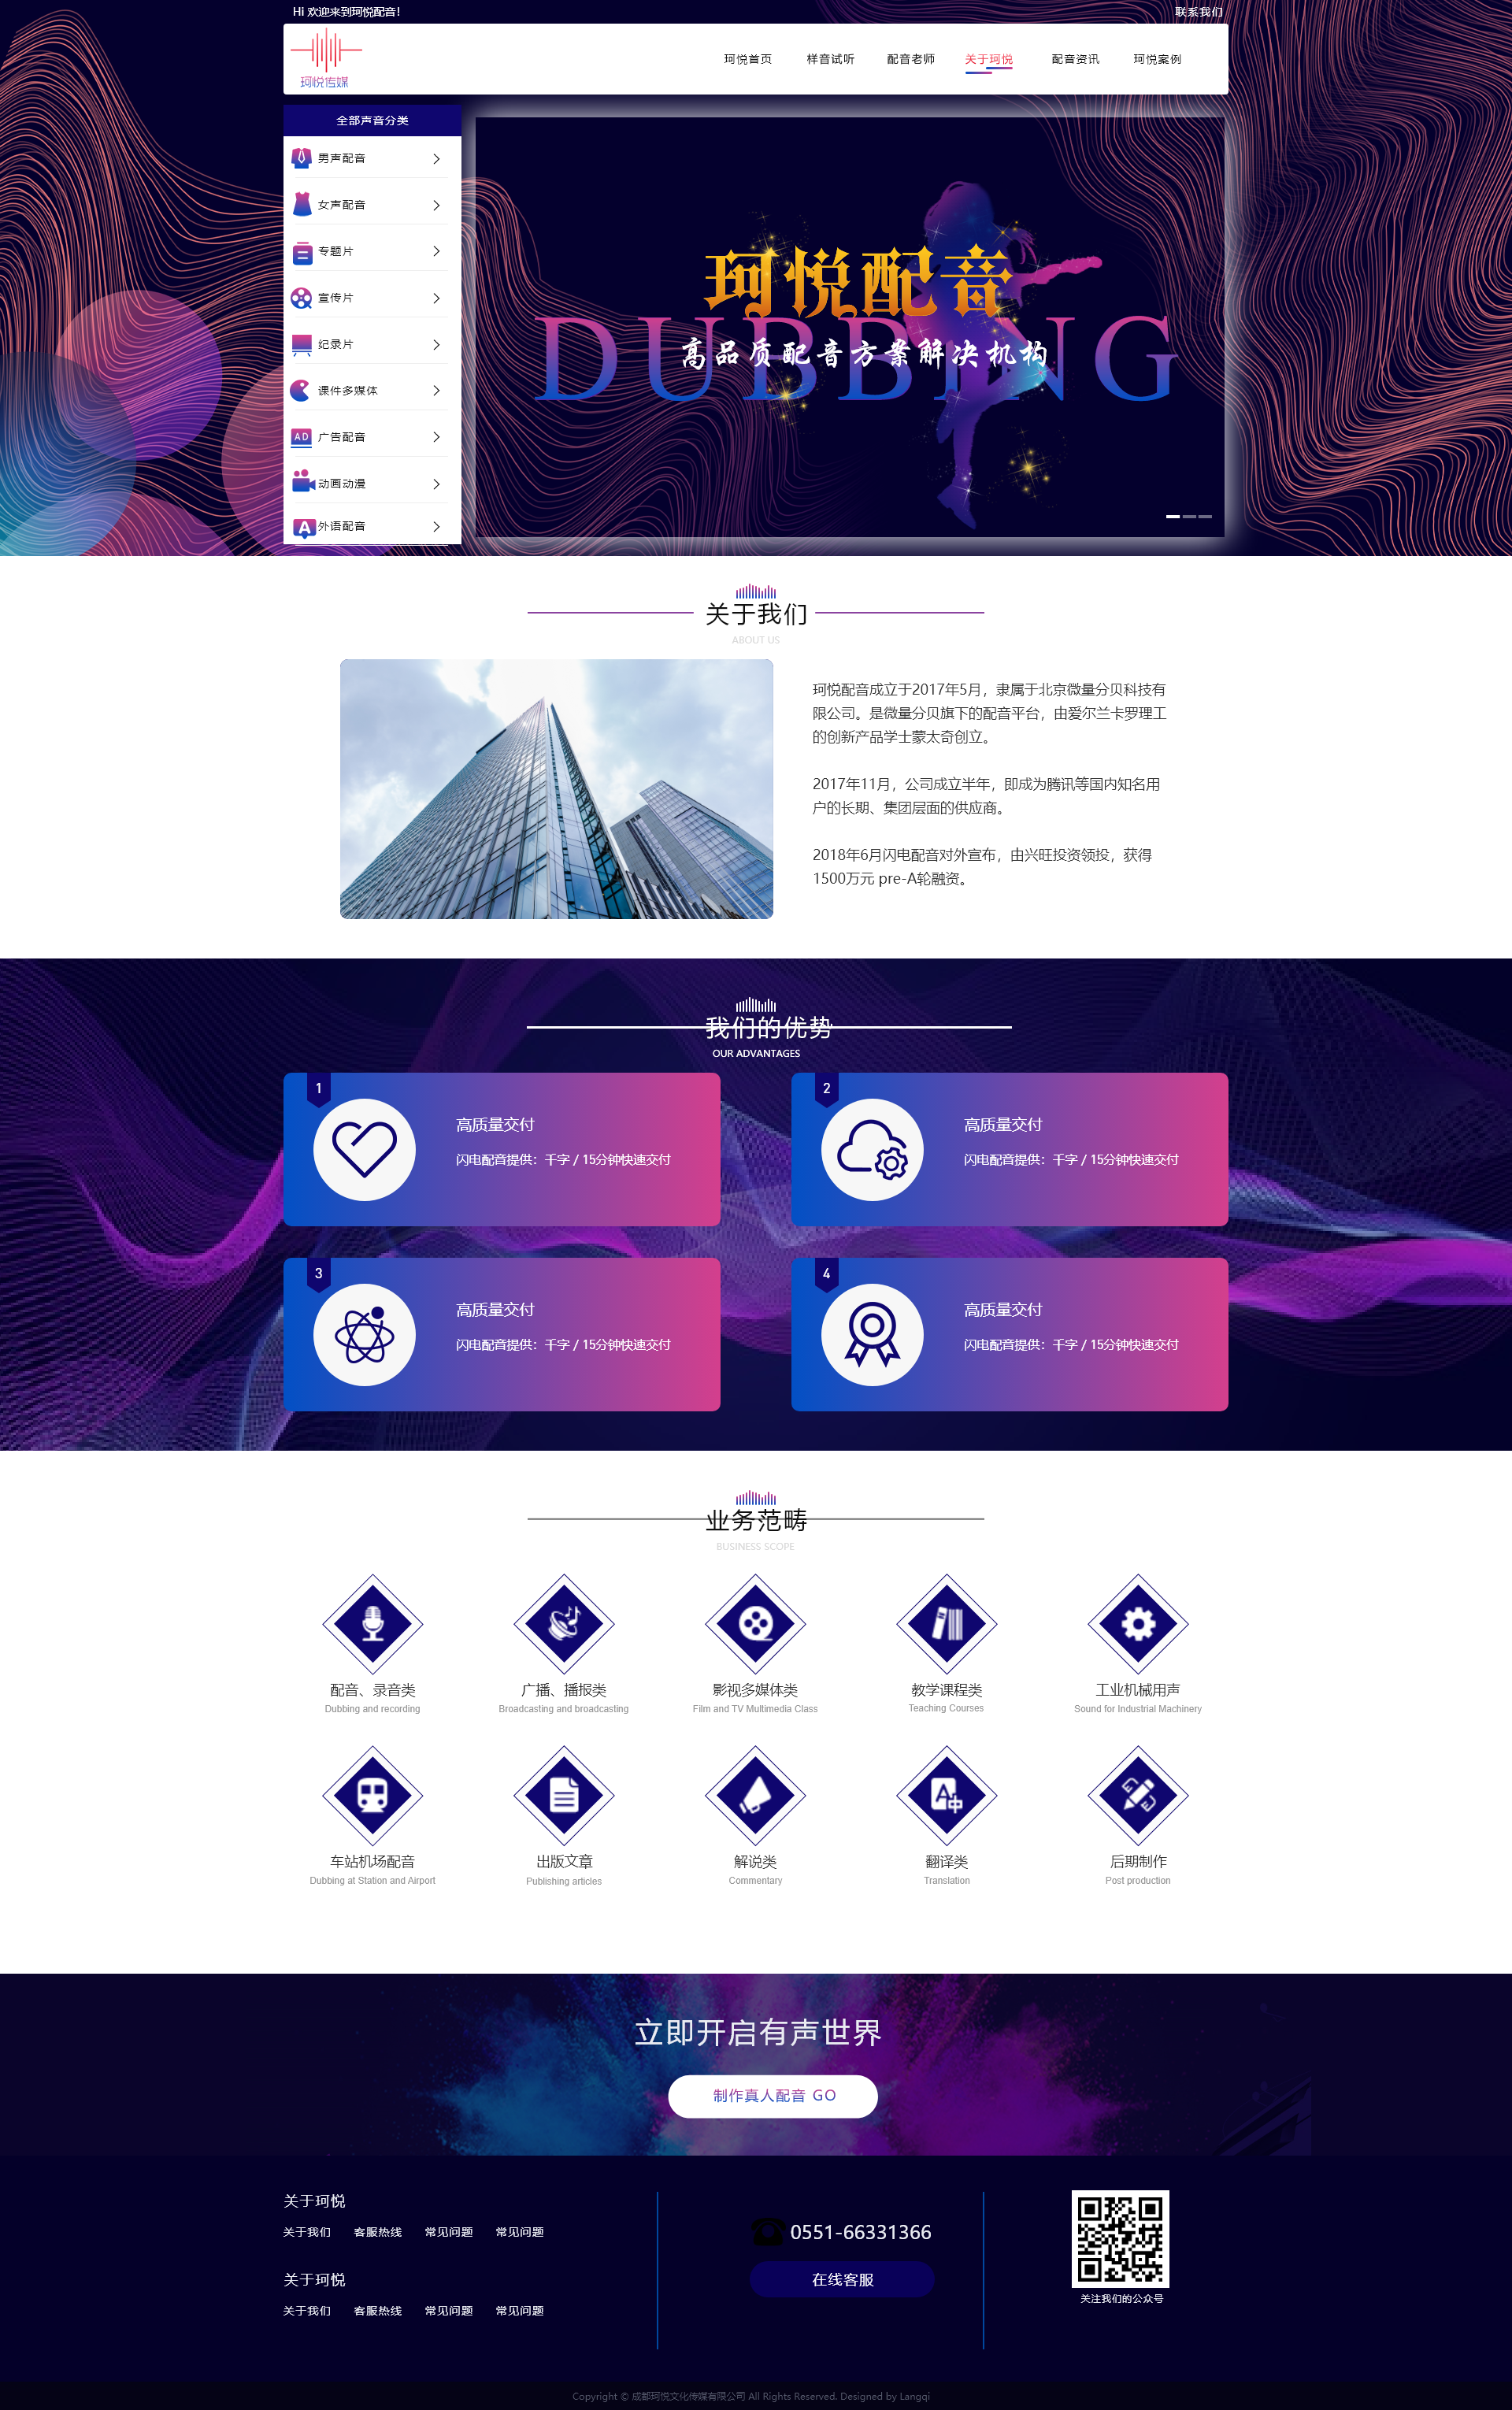 Hi 欢迎来到珂悦配音!
联系我们
珂悦传媒
珂悦首页 样音试听 配音老师 关于珂悦 配音资讯 珂悦案例
全部声音分类
男声配音
女声配音
专题片
宣传片
纪录片
课件多媒体
AD 广告配音
动画动漫
A 外语配音
珂悦配音
DUBBING
高品质配音方案解决机构
关于我们
ABOUT US
珂悦配音成立于2017年5月，隶属于北京微量分贝科技有
限公司。是微量分贝旗下的配音平台，由爱尔兰卡罗理工
的创新产品学士蒙太奇创立。
2017年11月，公司成立半年，即成为腾讯等国内知名用
户的长期、集团层面的供应商。
2018年6月闪电配音对外宣布，由兴旺投资领投，获得
1500万元 pre-A轮融资。
我们的优势
OUR ADVANTAGES
1
高质量交付
闪电配音提供：千字 / 15分钟快速交付
2
高质量交付
闪电配音提供：千字 / 15分钟快速交付
3
高质量交付
闪电配音提供：千字 / 15分钟快速交付
4
高质量交付
闪电配音提供：千字 / 15分钟快速交付
业务范畴
BUSINESS SCOPE
配音、录音类 广播、播报类 影视多媒体类 教学课程类 工业机械用声
Dubbing and recording Broadcasting and broadcasting Film and TV Multimedia Class Teaching Courses Sound for Industrial Machinery
A中
车站机场配音 出版文章 解说类 翻译类 后期制作
Dubbing at Station and Airport Publishing articles Commentary Translation Post production
立即开启有声世界
制作真人配音 GO
关于珂悦
关于我们 客服热线 常见问题 常见问题
关于珂悦
关于我们 客服热线 常见问题 常见问题
0551-66331366
在线客服
关注我们的公众号
Copyright © 成都珂悦文化传媒有限公司 All Rights Reserved. Designed by Langqi